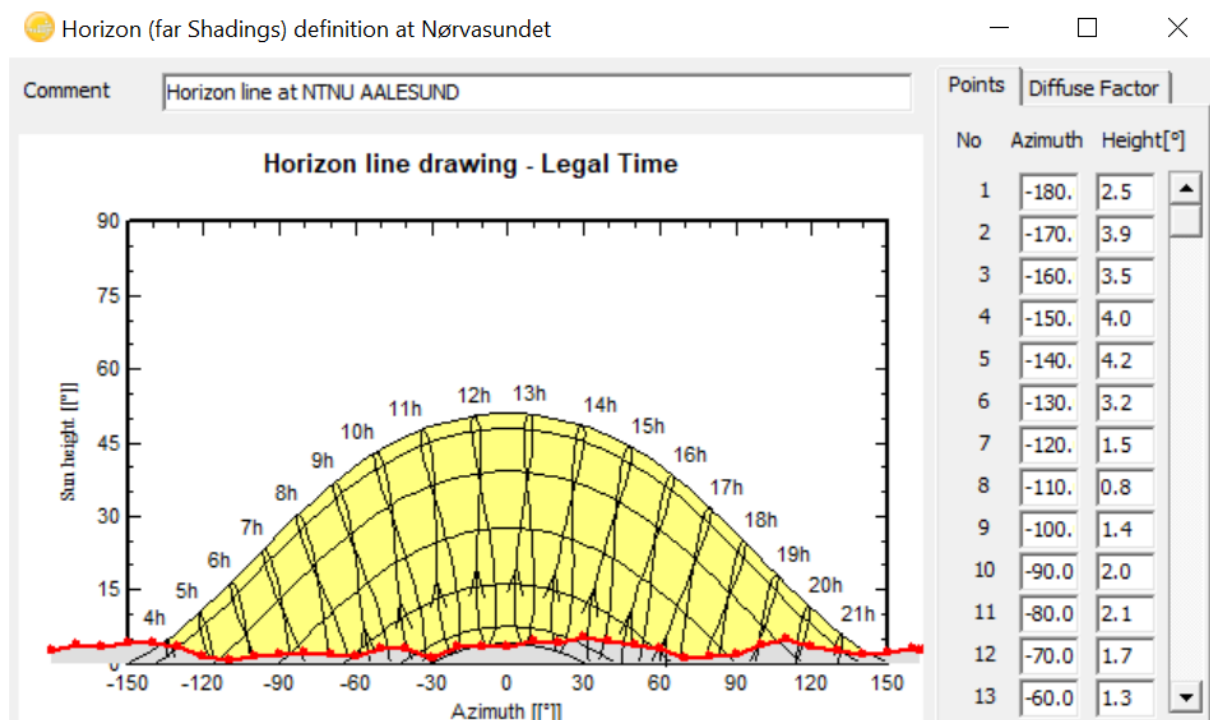 Horizon (far Shadings) definition at Nørvasundet
Comment
Horizon line at NTNU AALESUND
Points
Diffuse Factor
Horizon line drawing - Legal Time
90
75
60
45
30
15
0
Sun height [[°]]
4h
5h
6h
7h
8h
9h
10h
11h
12h
13h
14h
15h
16h
17h
18h
19h
20h
21h
-150 -120 -90 -60 -30 0 30 60 90 120 150
Azimuth [[°]]
No Azimuth Height[°]
1 -180. 2.5
2 -170. 3.9
3 -160. 3.5
4 -150. 4.0
5 -140. 4.2
6 -130. 3.2
7 -120. 1.5
8 -110. 0.8
9 -100. 1.4
10 -90.0 2.0
11 -80.0 2.1
12 -70.0 1.7
13 -60.0 1.3